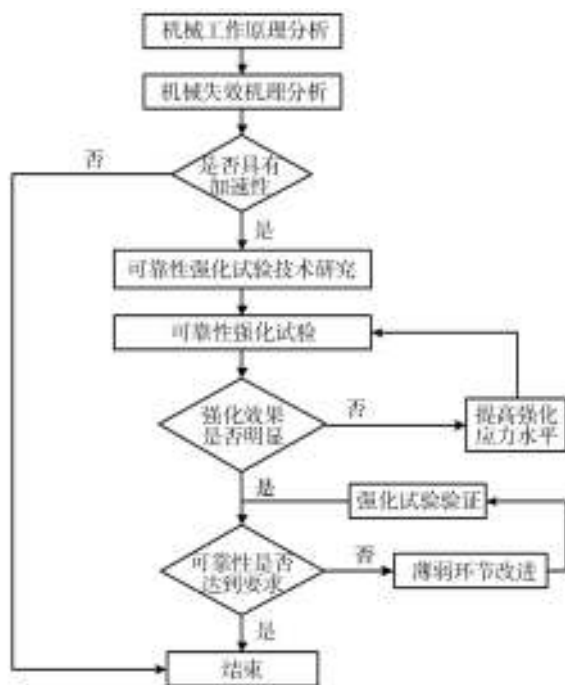 机械工作原理分析
机械失效机理分析
否
是否具有
加速性
是
可靠性强化试验技术研究
可靠性强化试验
强化效果
是否明显
否
提高强化
应力水平
是
强化试验验证
可靠性是否
达到要求
否
薄弱环节改进
是
结束